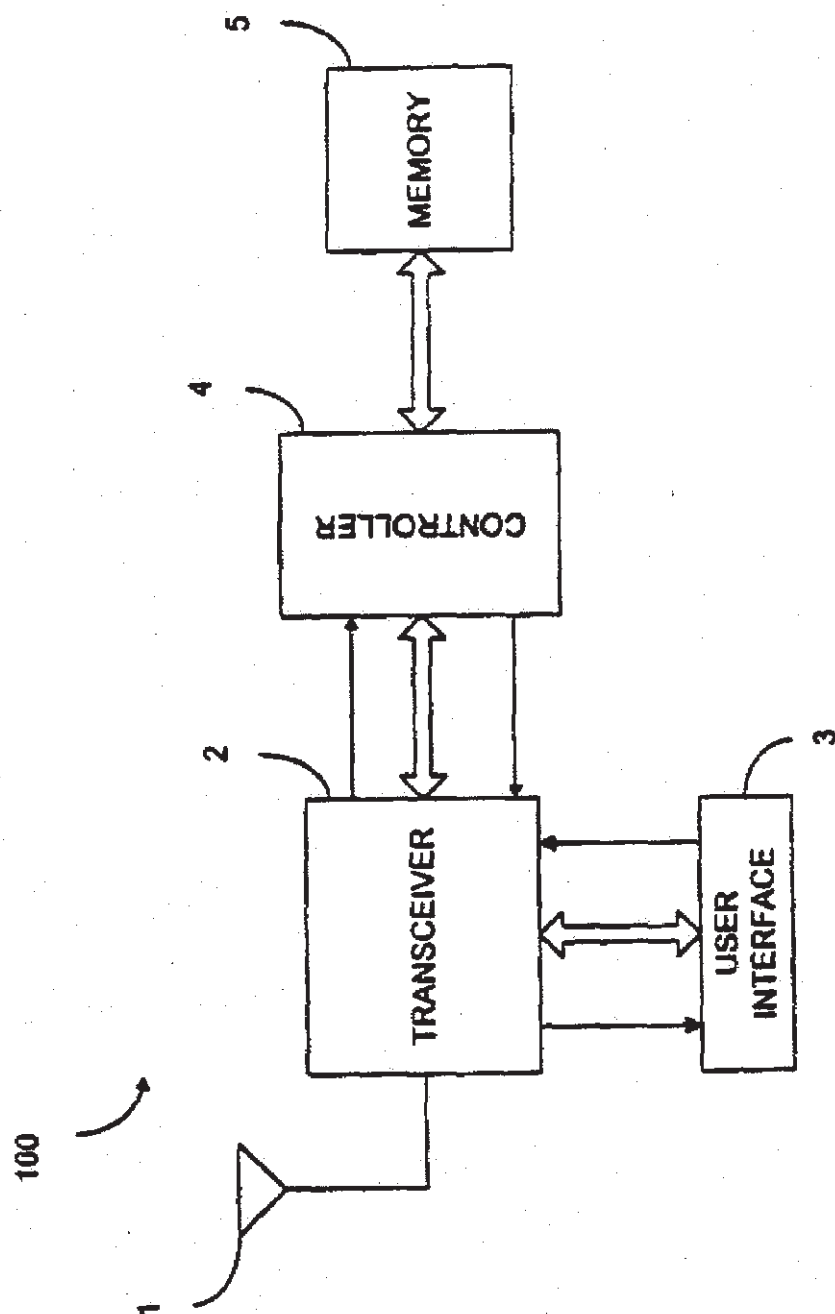 100
1
2
TRANSCEIVER
3
USER
INTERFACE
4
CONTROLLER
5
MEMORY